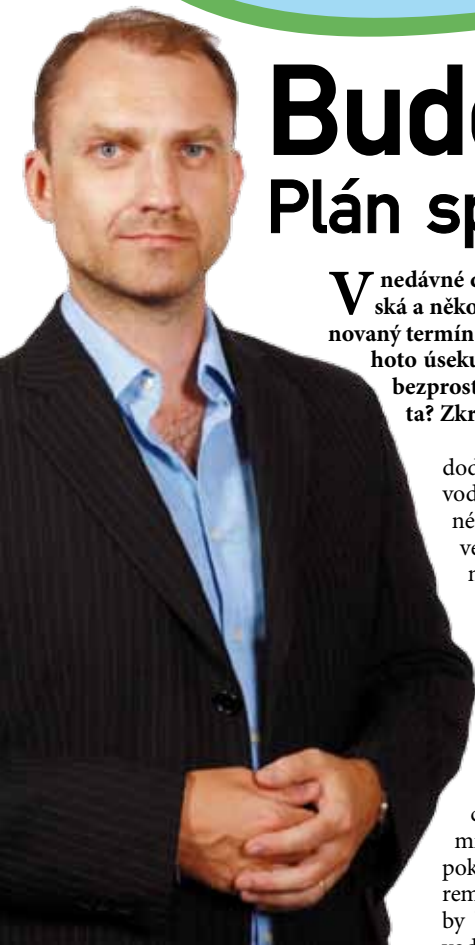 Bud
Plán sp
V nedávné
ská a něko
novaný termín
hoto úseku
bezprost
ta? Zkr
dod
vod
né
ve
pok
rem
by